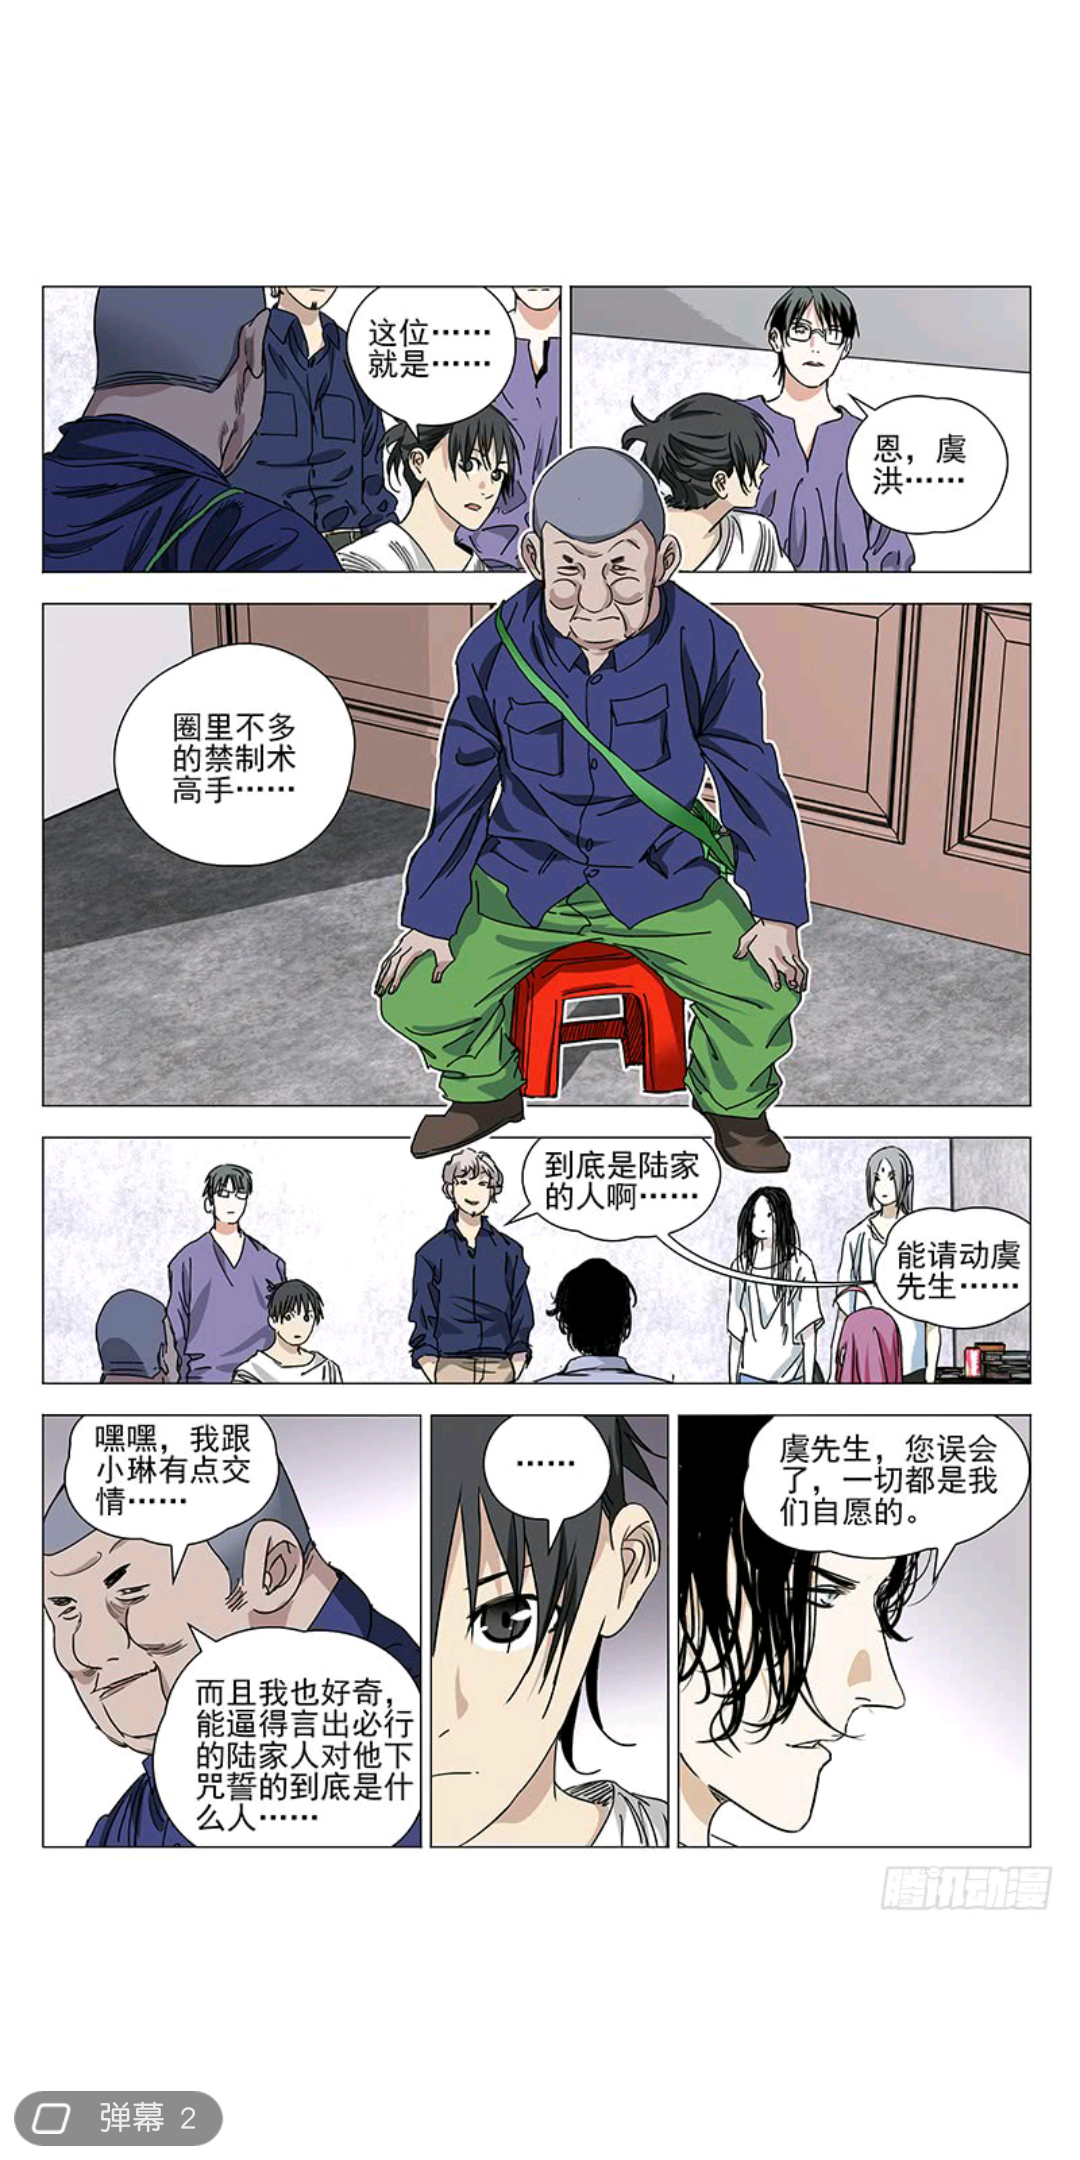 这位……
就是……
恩，虞
洪……
圈里不多
的禁制术
高手……
到底是陆家
的人啊……
能请动虞
先生……
嘿嘿，我跟
小琳有点交
情……
而且我也好奇，
能逼得言出必行
的陆家人对他下
咒誓的到底是什
么人……
……
虞先生，您误会
了，一切都是我
们自愿的。
腾讯动漫
弹幕 2